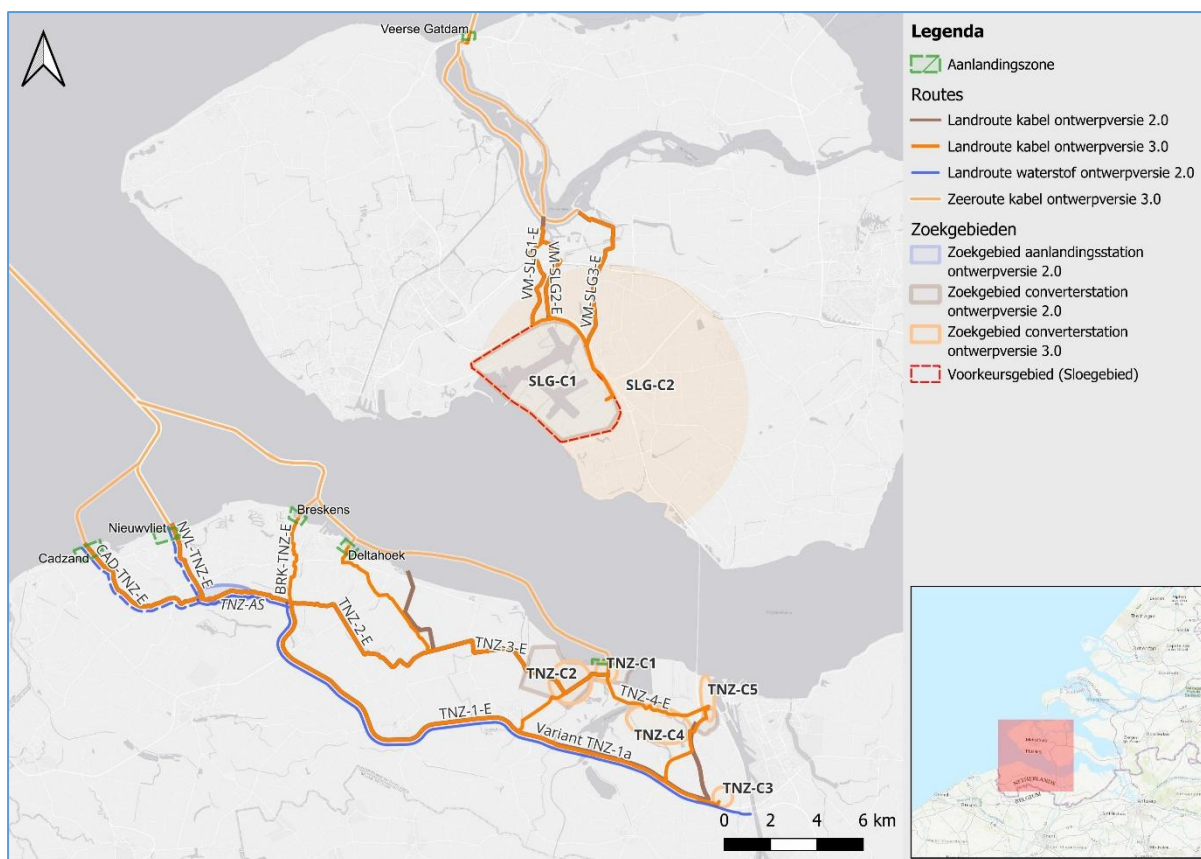 Veerse Gatdam
VM-SLG1-E
VM-SLG2-E
VM-SLG3-E
SLG-C1
SLG-C2
Breskens
Nieuwvliet
Cadzand
Deltahoek
CAD-TNZ-E
NVL-TNZ-E
BRK-TNZ-E
TNZ-AS
TNZ-2-E
TNZ-3-E
TNZ-C2
TNZ-C1
TNZ-4-E
TNZ-C5
TNZ-1-E
Variant TNZ-1a
TNZ-C4
TNZ-C3
0 2 4 6 km
Legenda
Aanlandingszone
Routes
Landroute kabel ontwerpversie 2.0
Landroute kabel ontwerpversie 3.0
Landroute waterstof ontwerpversie 2.0
Zeeroute kabel ontwerpversie 3.0
Zoekgebieden
Zoekgebied aanlandingsstation
ontwerpversie 2.0
Zoekgebied converterstation
ontwerpversie 2.0
Zoekgebied converterstation
ontwerpversie 3.0
Voorkeursgebied (Sloegebied)
NETHERLANDS
BELGIUM